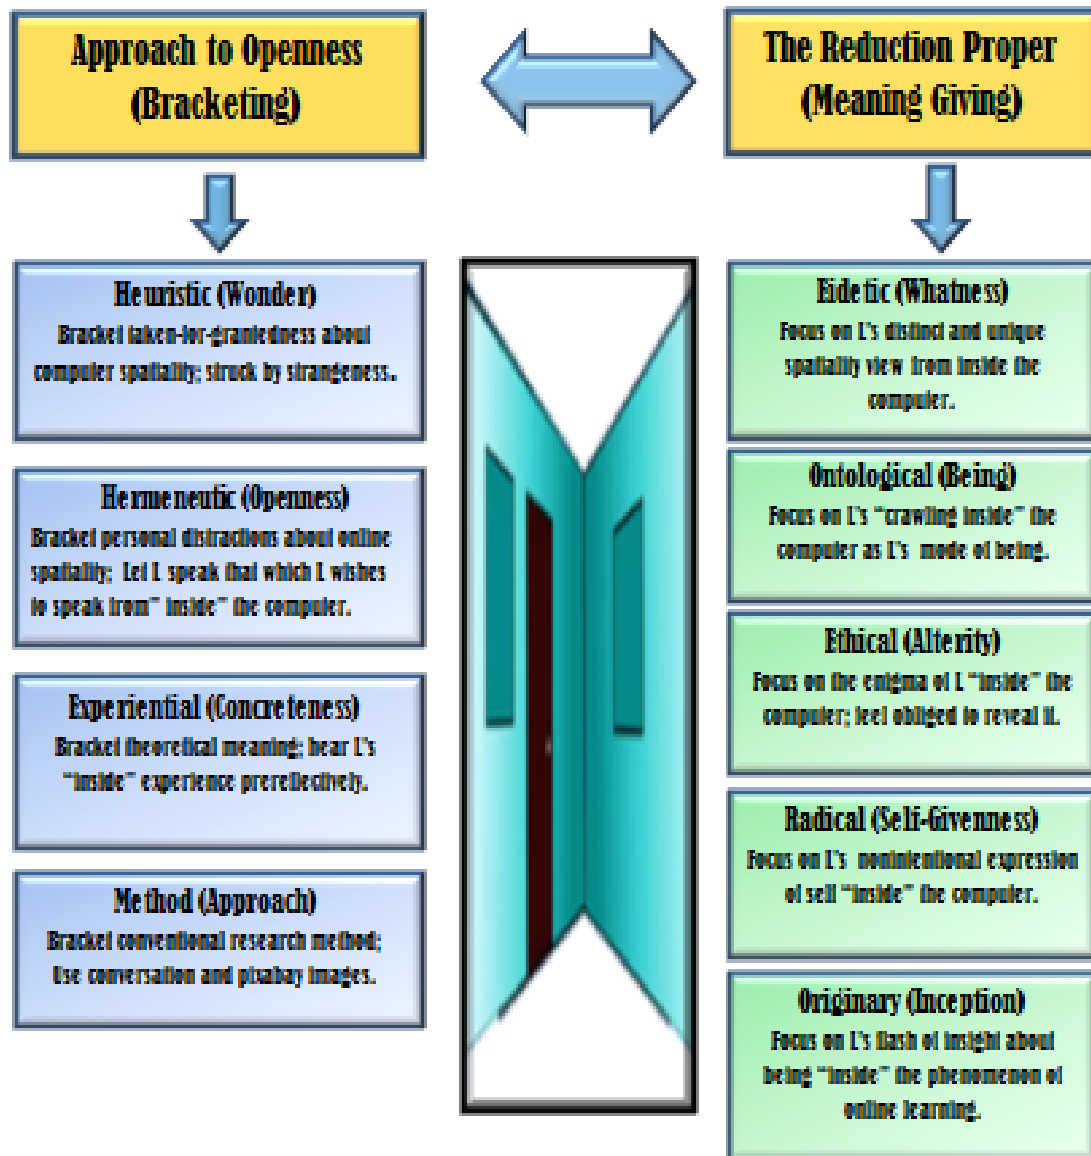 Approach to Openness
(Bracketing)
The Reduction Proper
(Meaning Giving)
Heuristic (Wonder)
Bracket taken-for-grantedness about
computer spatiality; struck by strangeness.
Hermeneutic (Openness)
Bracket personal distractions about online
spatiality; Let L speak that which L wishes
to speak from" inside" the computer.
Experiential (Concreteness)
Bracket theoretical meaning; hear L's
"inside" experience prereflectively.
Method (Approach)
Bracket conventional research method;
Use conversation and pixabay images.
Eidetic (Whatness)
Focus on L's distinct and unique
spatiality view from inside the
computer.
Ontological (Being)
Focus on L's "crawling inside" the
computer as L's mode of being.
Ethical (Alterity)
Focus on the enigma of L "inside" the
computer; feel obliged to reveal it.
Radical (Self-Givenness)
Focus on L's nonintentional expression
of self "inside" the computer.
Originary (Inception)
Focus on L's flash of insight about
being "inside" the phenomenon of
online learning.